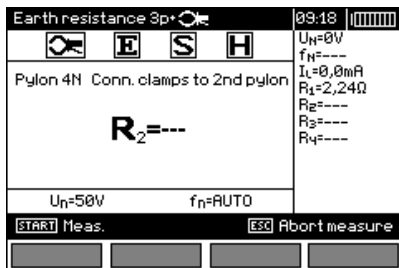 Earth resistance 3p+ 09:18
E S H
UN=0V
fN=---
IL=0,0mA
R1=2,24Ω
R2=---
R3=---
R4=---
Pylon 4N Conn. clamps to 2nd pylon
R2=---
Un=50V fn=AUTO
START Meas. ESC Abort measure